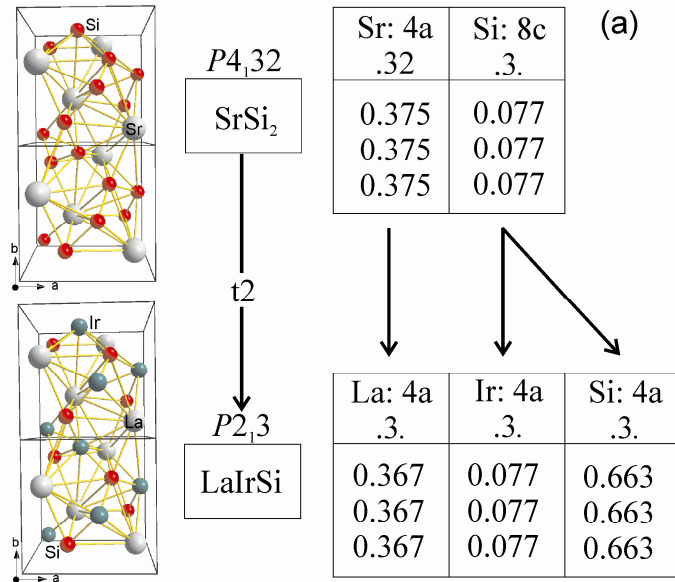 (a)
Si
Sr
b
a
P4₁32
SrSi₂
t2
P2₁3
LaIrSi
Ir
La
Si
b
a
Sr: 4a Si: 8c
.32 .3.
0.375 0.077
0.375 0.077
0.375 0.077
La: 4a Ir: 4a Si: 4a
.3. .3. .3.
0.367 0.077 0.663
0.367 0.077 0.663
0.367 0.077 0.663